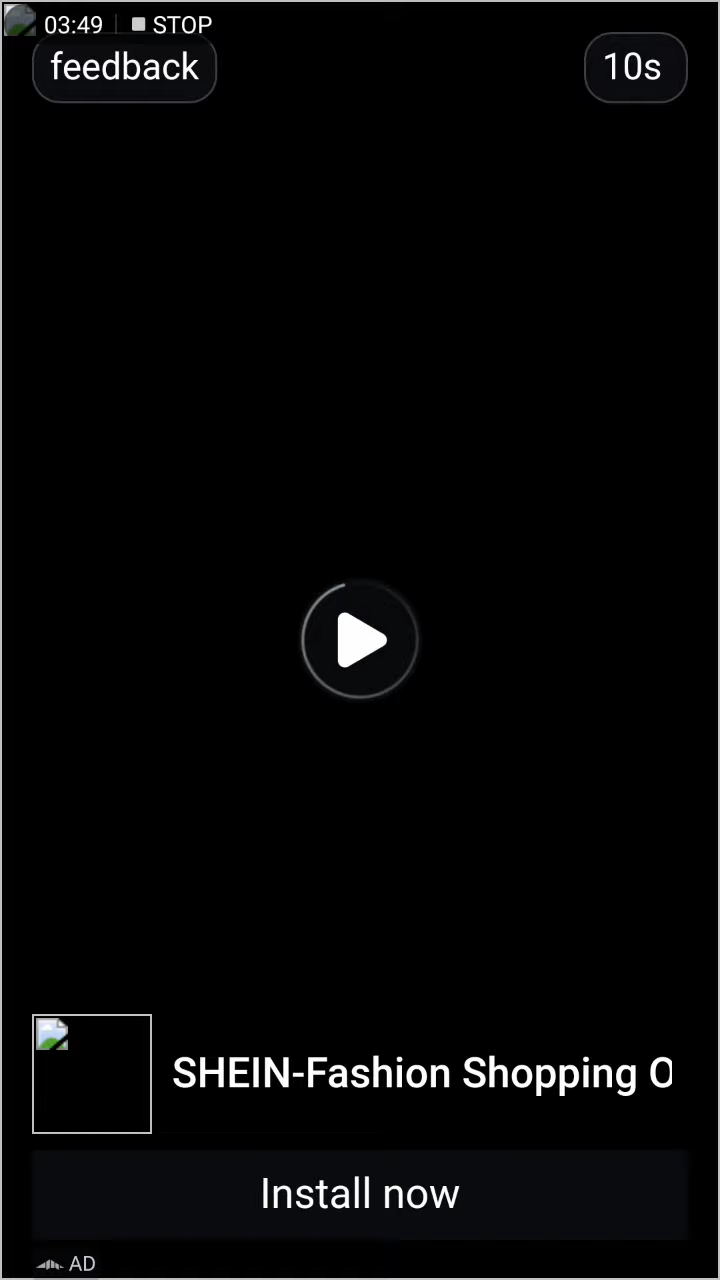 03:49 STOP
feedback
10s
SHEIN-Fashion Shopping O
Install now
AD